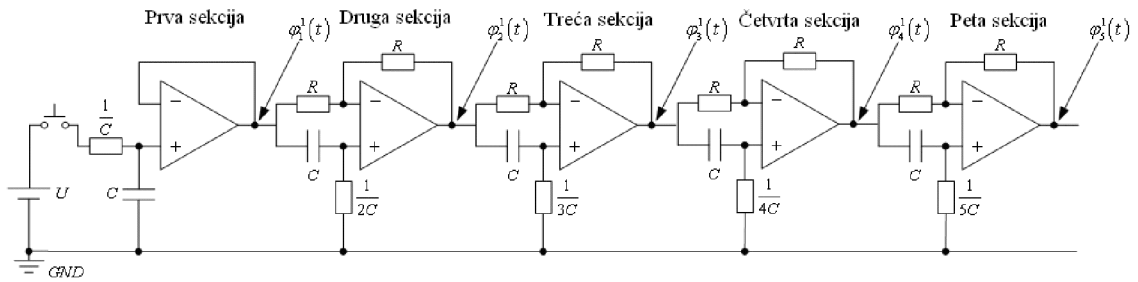 Prva sekcija
Druga sekcija
Treća sekcija
Četvrta sekcija
Peta sekcija
φ₁¹(t)
φ₂¹(t)
φ₃¹(t)
φ₄¹(t)
φ₅¹(t)
R
R
R
R
R
R
R
R
1/C
−
+
−
+
−
+
−
+
−
+
U
C
C
C
C
C
1/2C
1/3C
1/4C
1/5C
GND